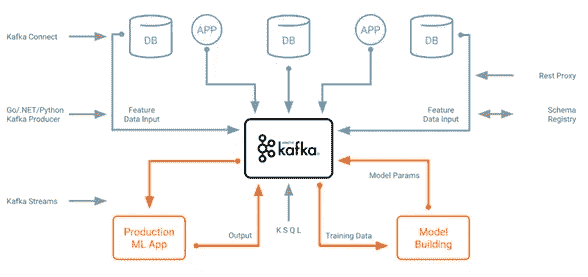 Kafka Connect
DB
APP
DB
APP
DB
Rest Proxy
Go/.NET/Python
Kafka Producer
Feature
Data Input
Feature
Data Input
Schema
Registry
kafka
Model Params
Kafka Streams
Production
ML App
Output
K S Q L
Training Data
Model
Building